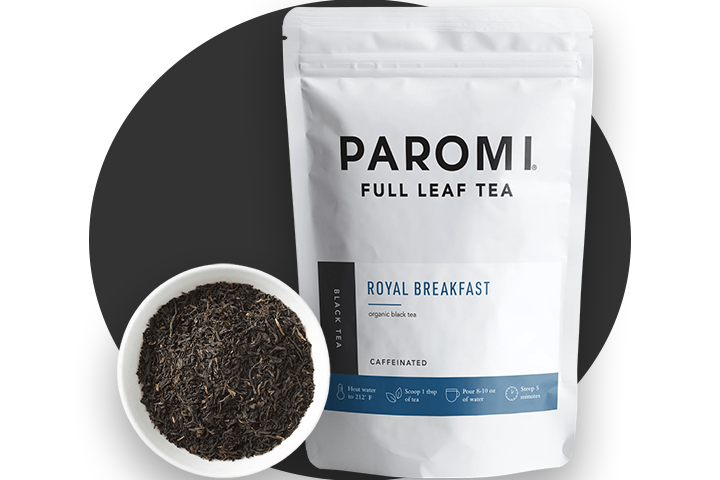 PAROMI®
FULL LEAF TEA
BLACK TEA
ROYAL BREAKFAST
organic black tea
CAFFEINATED
Heat water
to 212° F
Scoop 1 tbsp
of tea
Pour 8-10 oz
of water
Steep 5
minutes